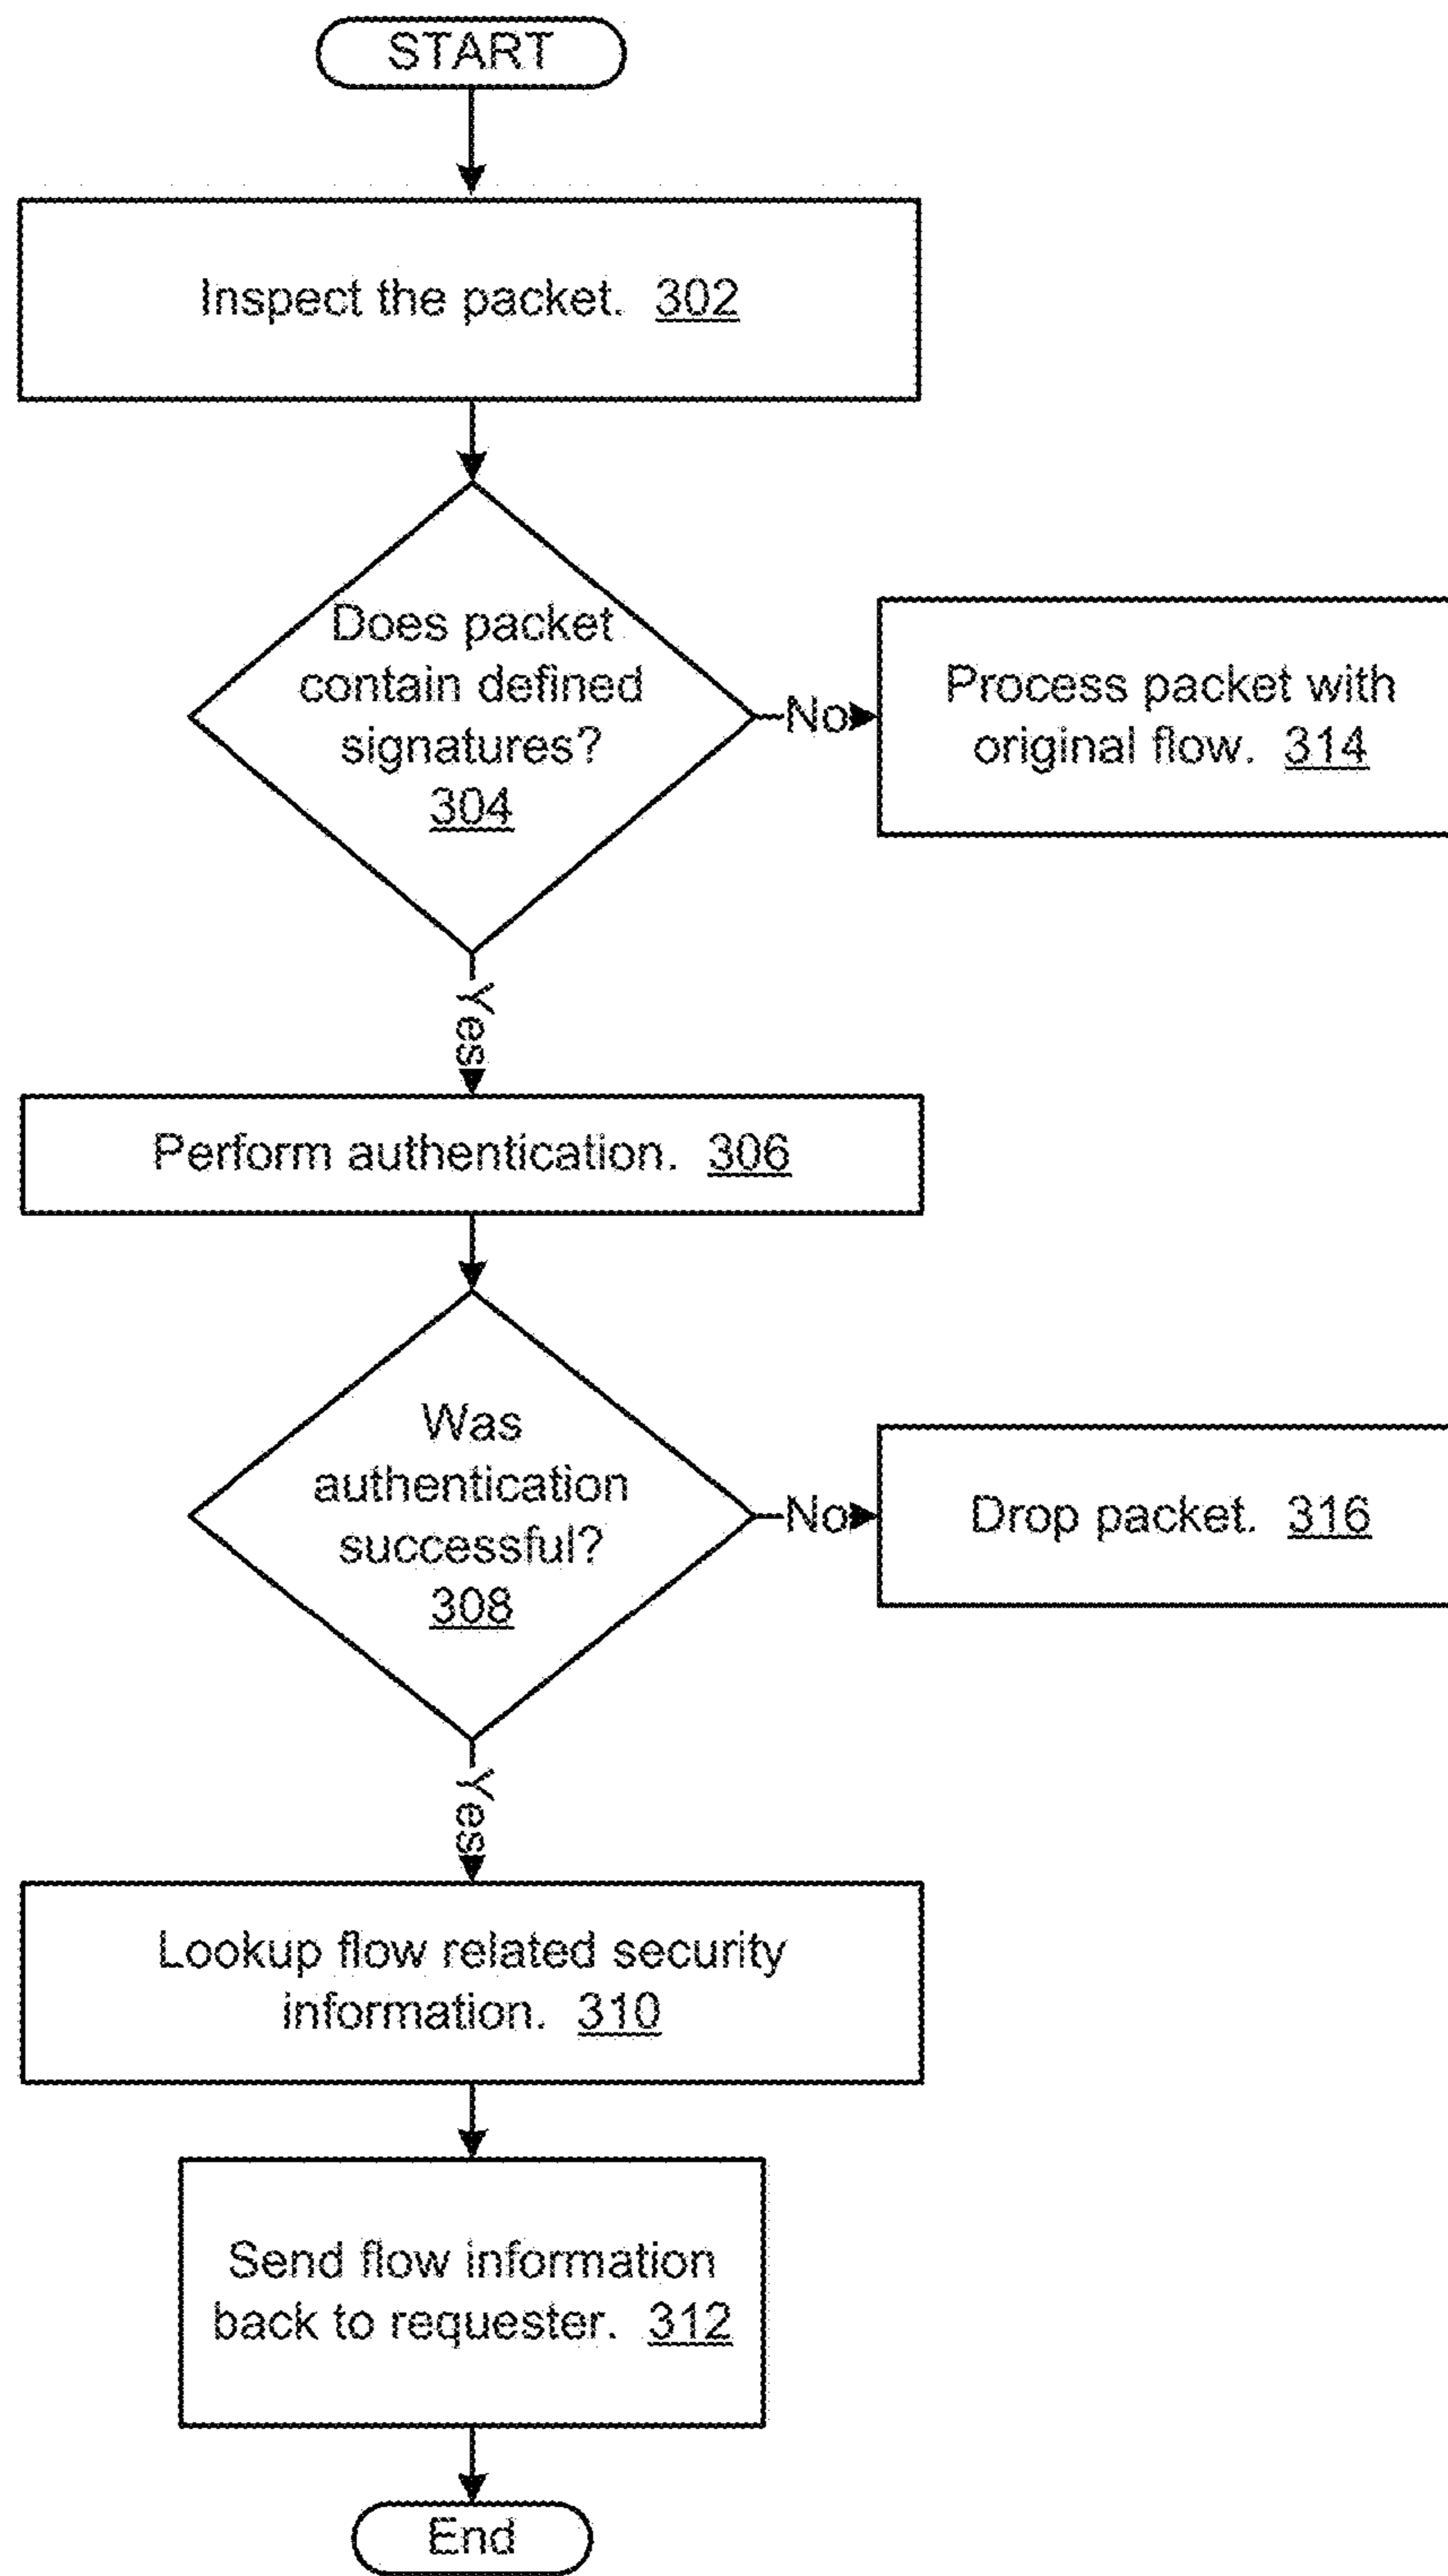 START
Inspect the packet. 302
Does packet
contain defined
signatures?
304
No
Process packet with
original flow. 314
Yes
Perform authentication. 306
Was
authentication
successful?
308
No
Drop packet. 316
Yes
Lookup flow related security
information. 310
Send flow information
back to requester. 312
End